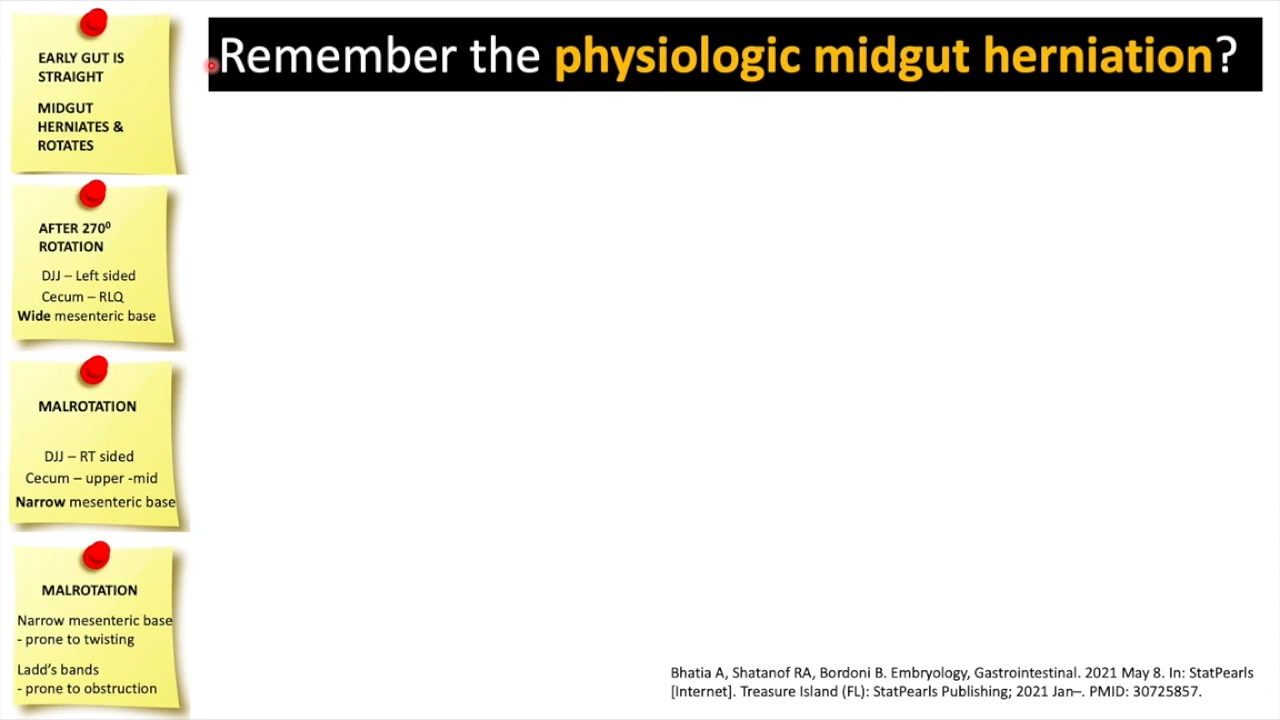 Remember the physiologic midgut herniation?
EARLY GUT IS
STRAIGHT
MIDGUT
HERNIATES &
ROTATES
AFTER 270⁰
ROTATION
DJJ – Left sided
Cecum – RLQ
Wide mesenteric base
MALROTATION
DJJ – RT sided
Cecum – upper -mid
Narrow mesenteric base
MALROTATION
Narrow mesenteric base
- prone to twisting
Ladd's bands
- prone to obstruction
Bhatia A, Shatanof RA, Bordoni B. Embryology, Gastrointestinal. 2021 May 8. In: StatPearls
[Internet]. Treasure Island (FL): StatPearls Publishing; 2021 Jan–. PMID: 30725857.